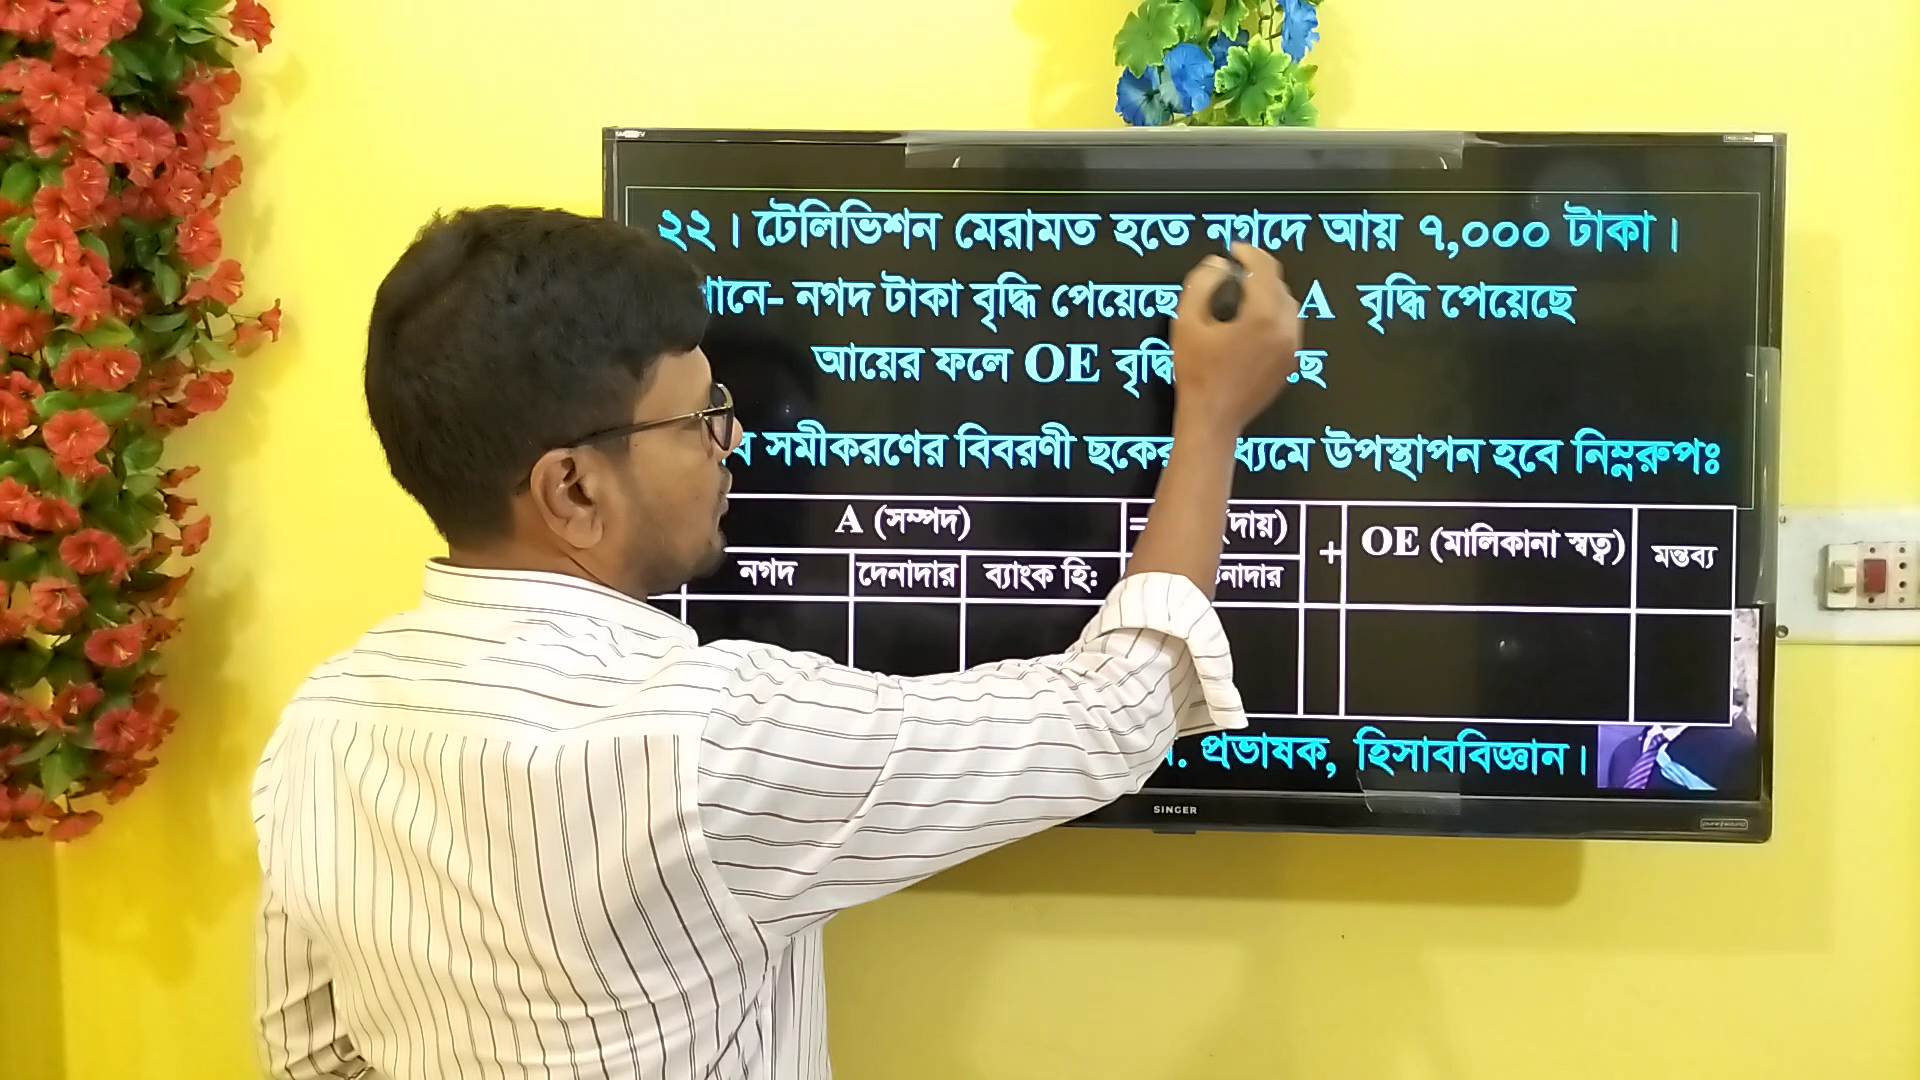 ২২। টেলিভিশন মেরামত হতে নগদে আয় ৭,০০০ টাকা।
নগদ টাকা বৃদ্ধি পেয়েছে A বৃদ্ধি পেয়েছে
আয়ের ফলে OE বৃদ্ধি
সমীকরণের বিবরণী ছকের উপস্থাপন হবে নিম্নরুপঃ
A (সম্পদ) = (দায়) + OE (মালিকানা স্বত্ব) মন্তব্য
নগদ দেনাদার ব্যাংক হি:
প্রভাষক, হিসাববিজ্ঞান।
SINGER